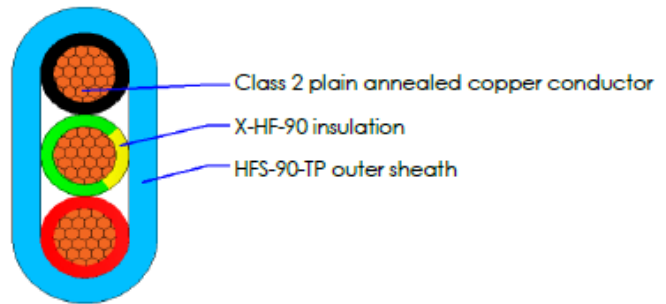 Class 2 plain annealed copper conductor
X-HF-90 insulation
HFS-90-TP outer sheath